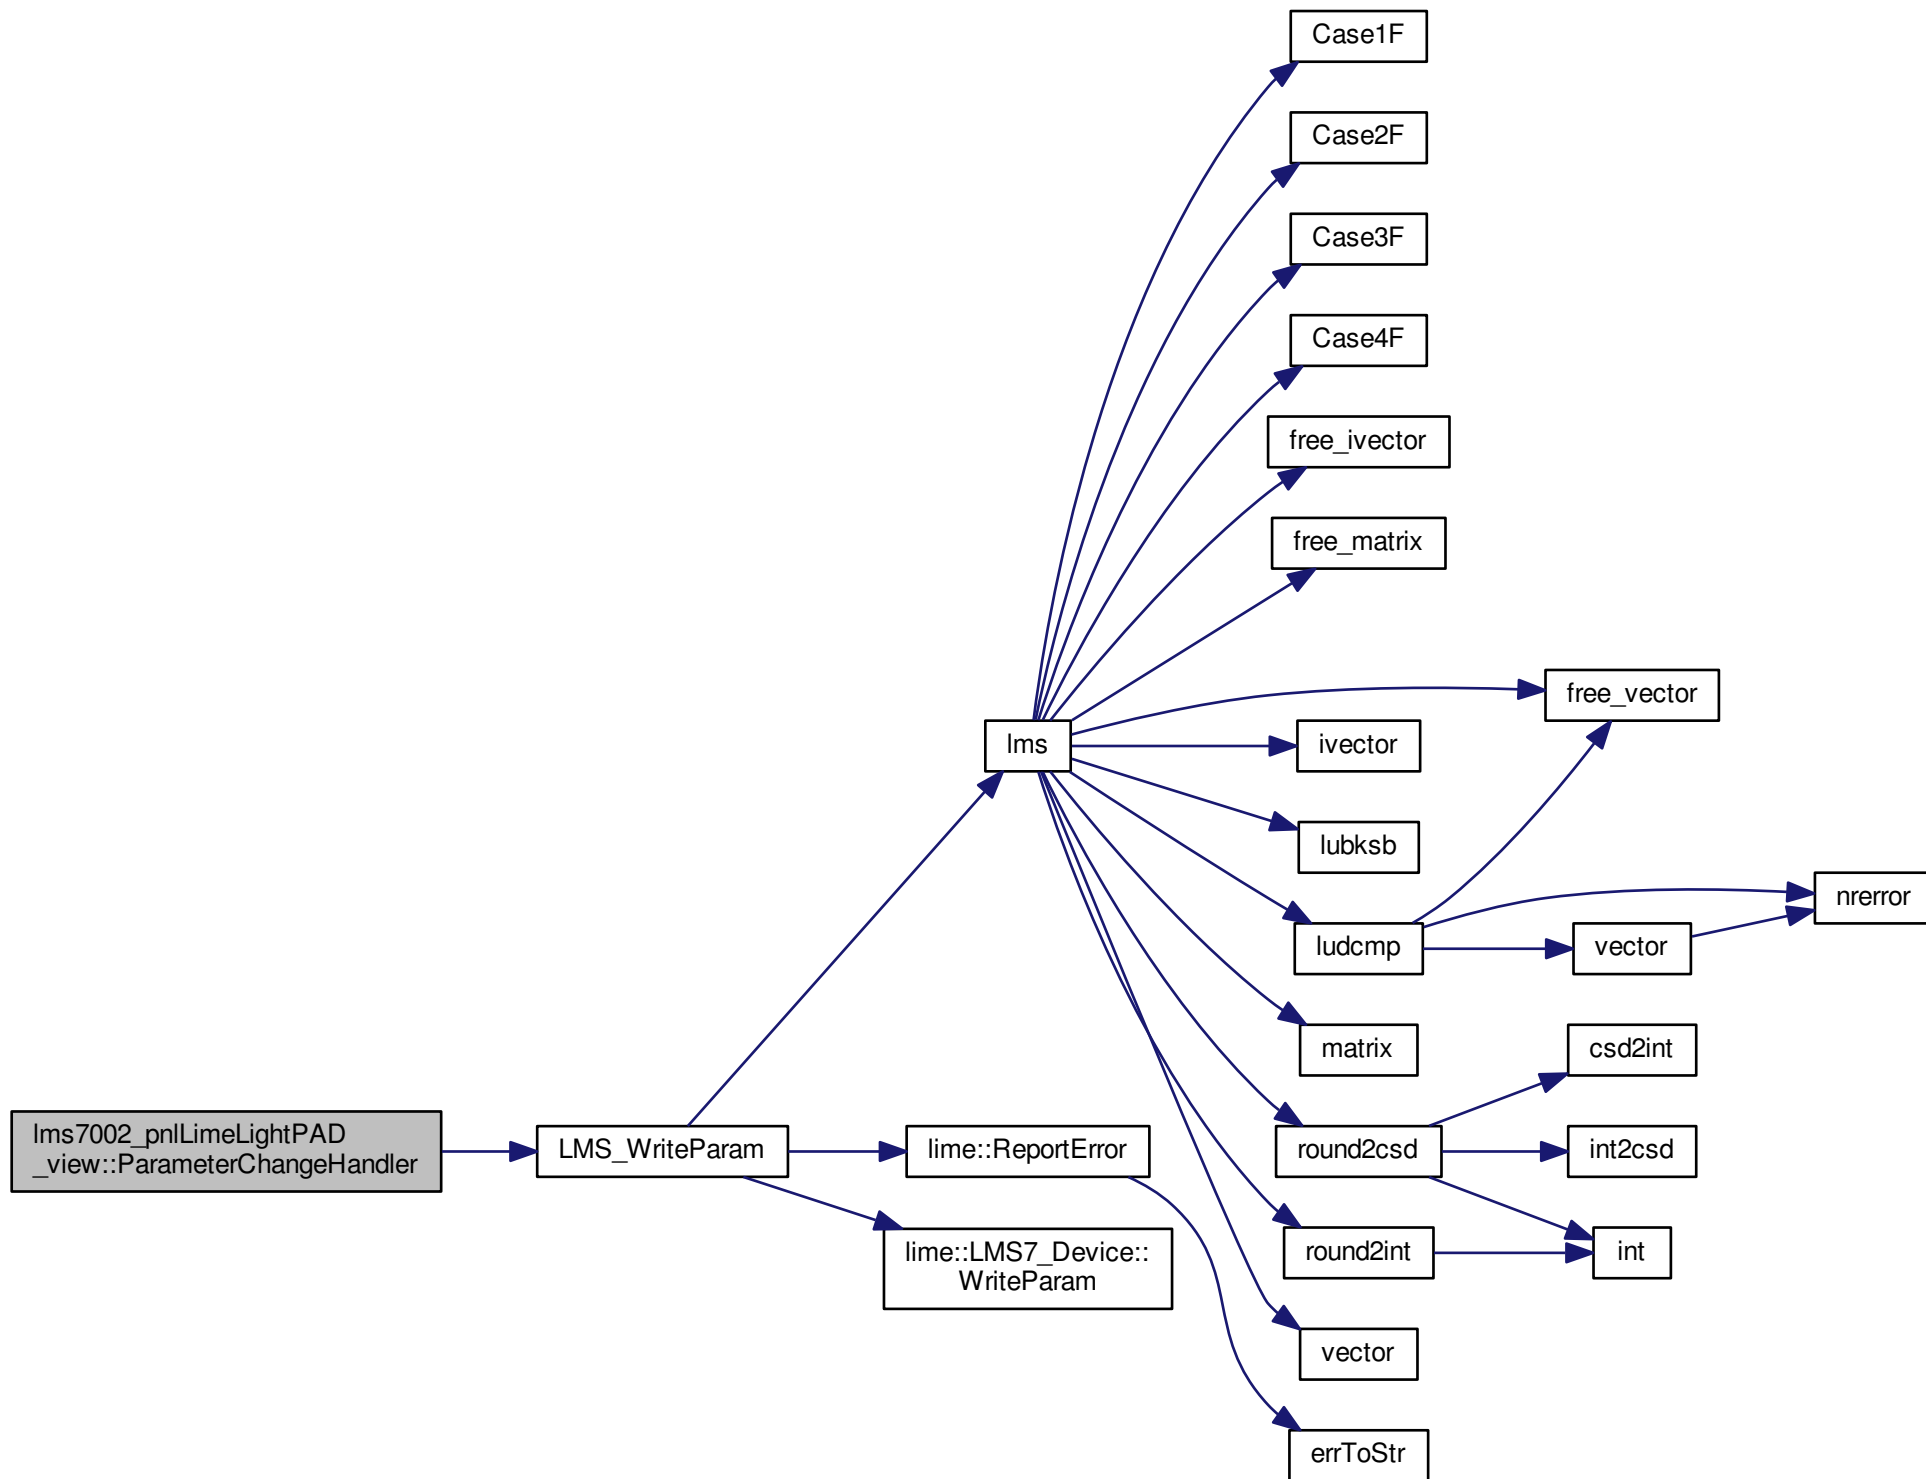 Case1F
Case2F
Case3F
Case4F
free_ivector
free_matrix
free_vector
lms
ivector
lubksb
nrerror
ludcmp
vector
matrix
csd2int
lms7002_pnlLimeLightPAD
_view::ParameterChangeHandler
LMS_WriteParam
lime::ReportError
round2csd
int2csd
lime::LMS7_Device::
WriteParam
round2int
int
vector
errToStr